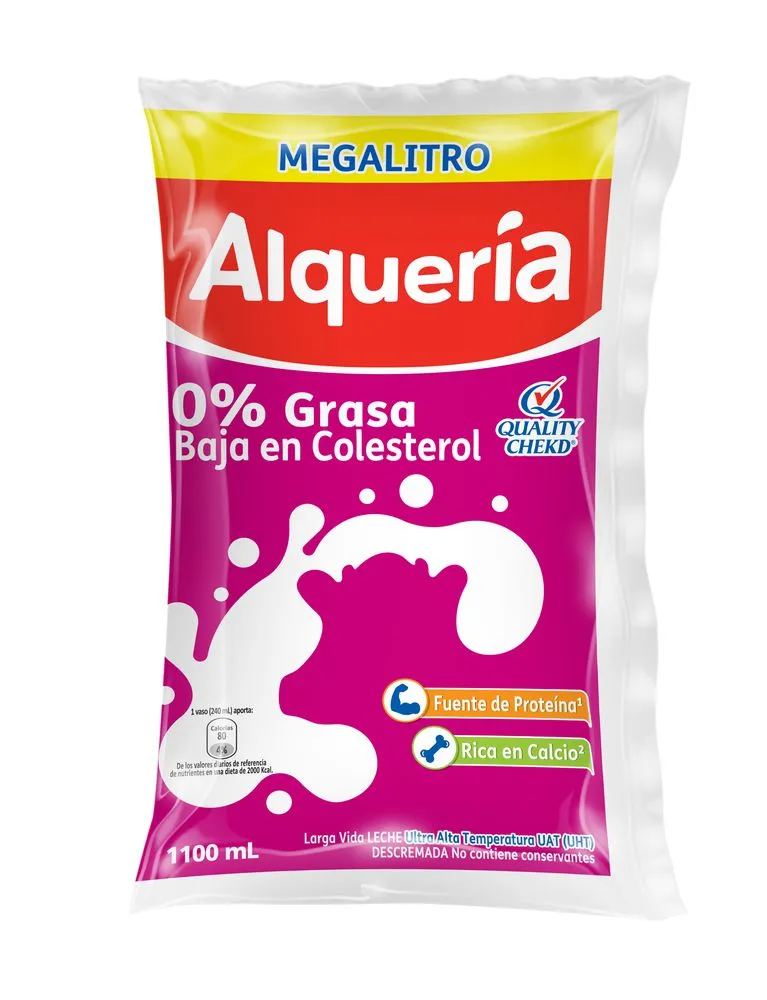 MEGALITRO
Alquería
0% Grasa
Baja en Colesterol
QUALITY
CHEKD®
Fuente de Proteína¹
Rica en Calcio²
1 vaso (240 mL) aporta:
Calorías
80
4%
De los valores diarios de referencia
de nutrientes en una dieta de 2000 Kcal.
Larga Vida LECHE Ultra Alta Temperatura UAT (UHT)
DESCREMADA No contiene conservantes
1100 mL